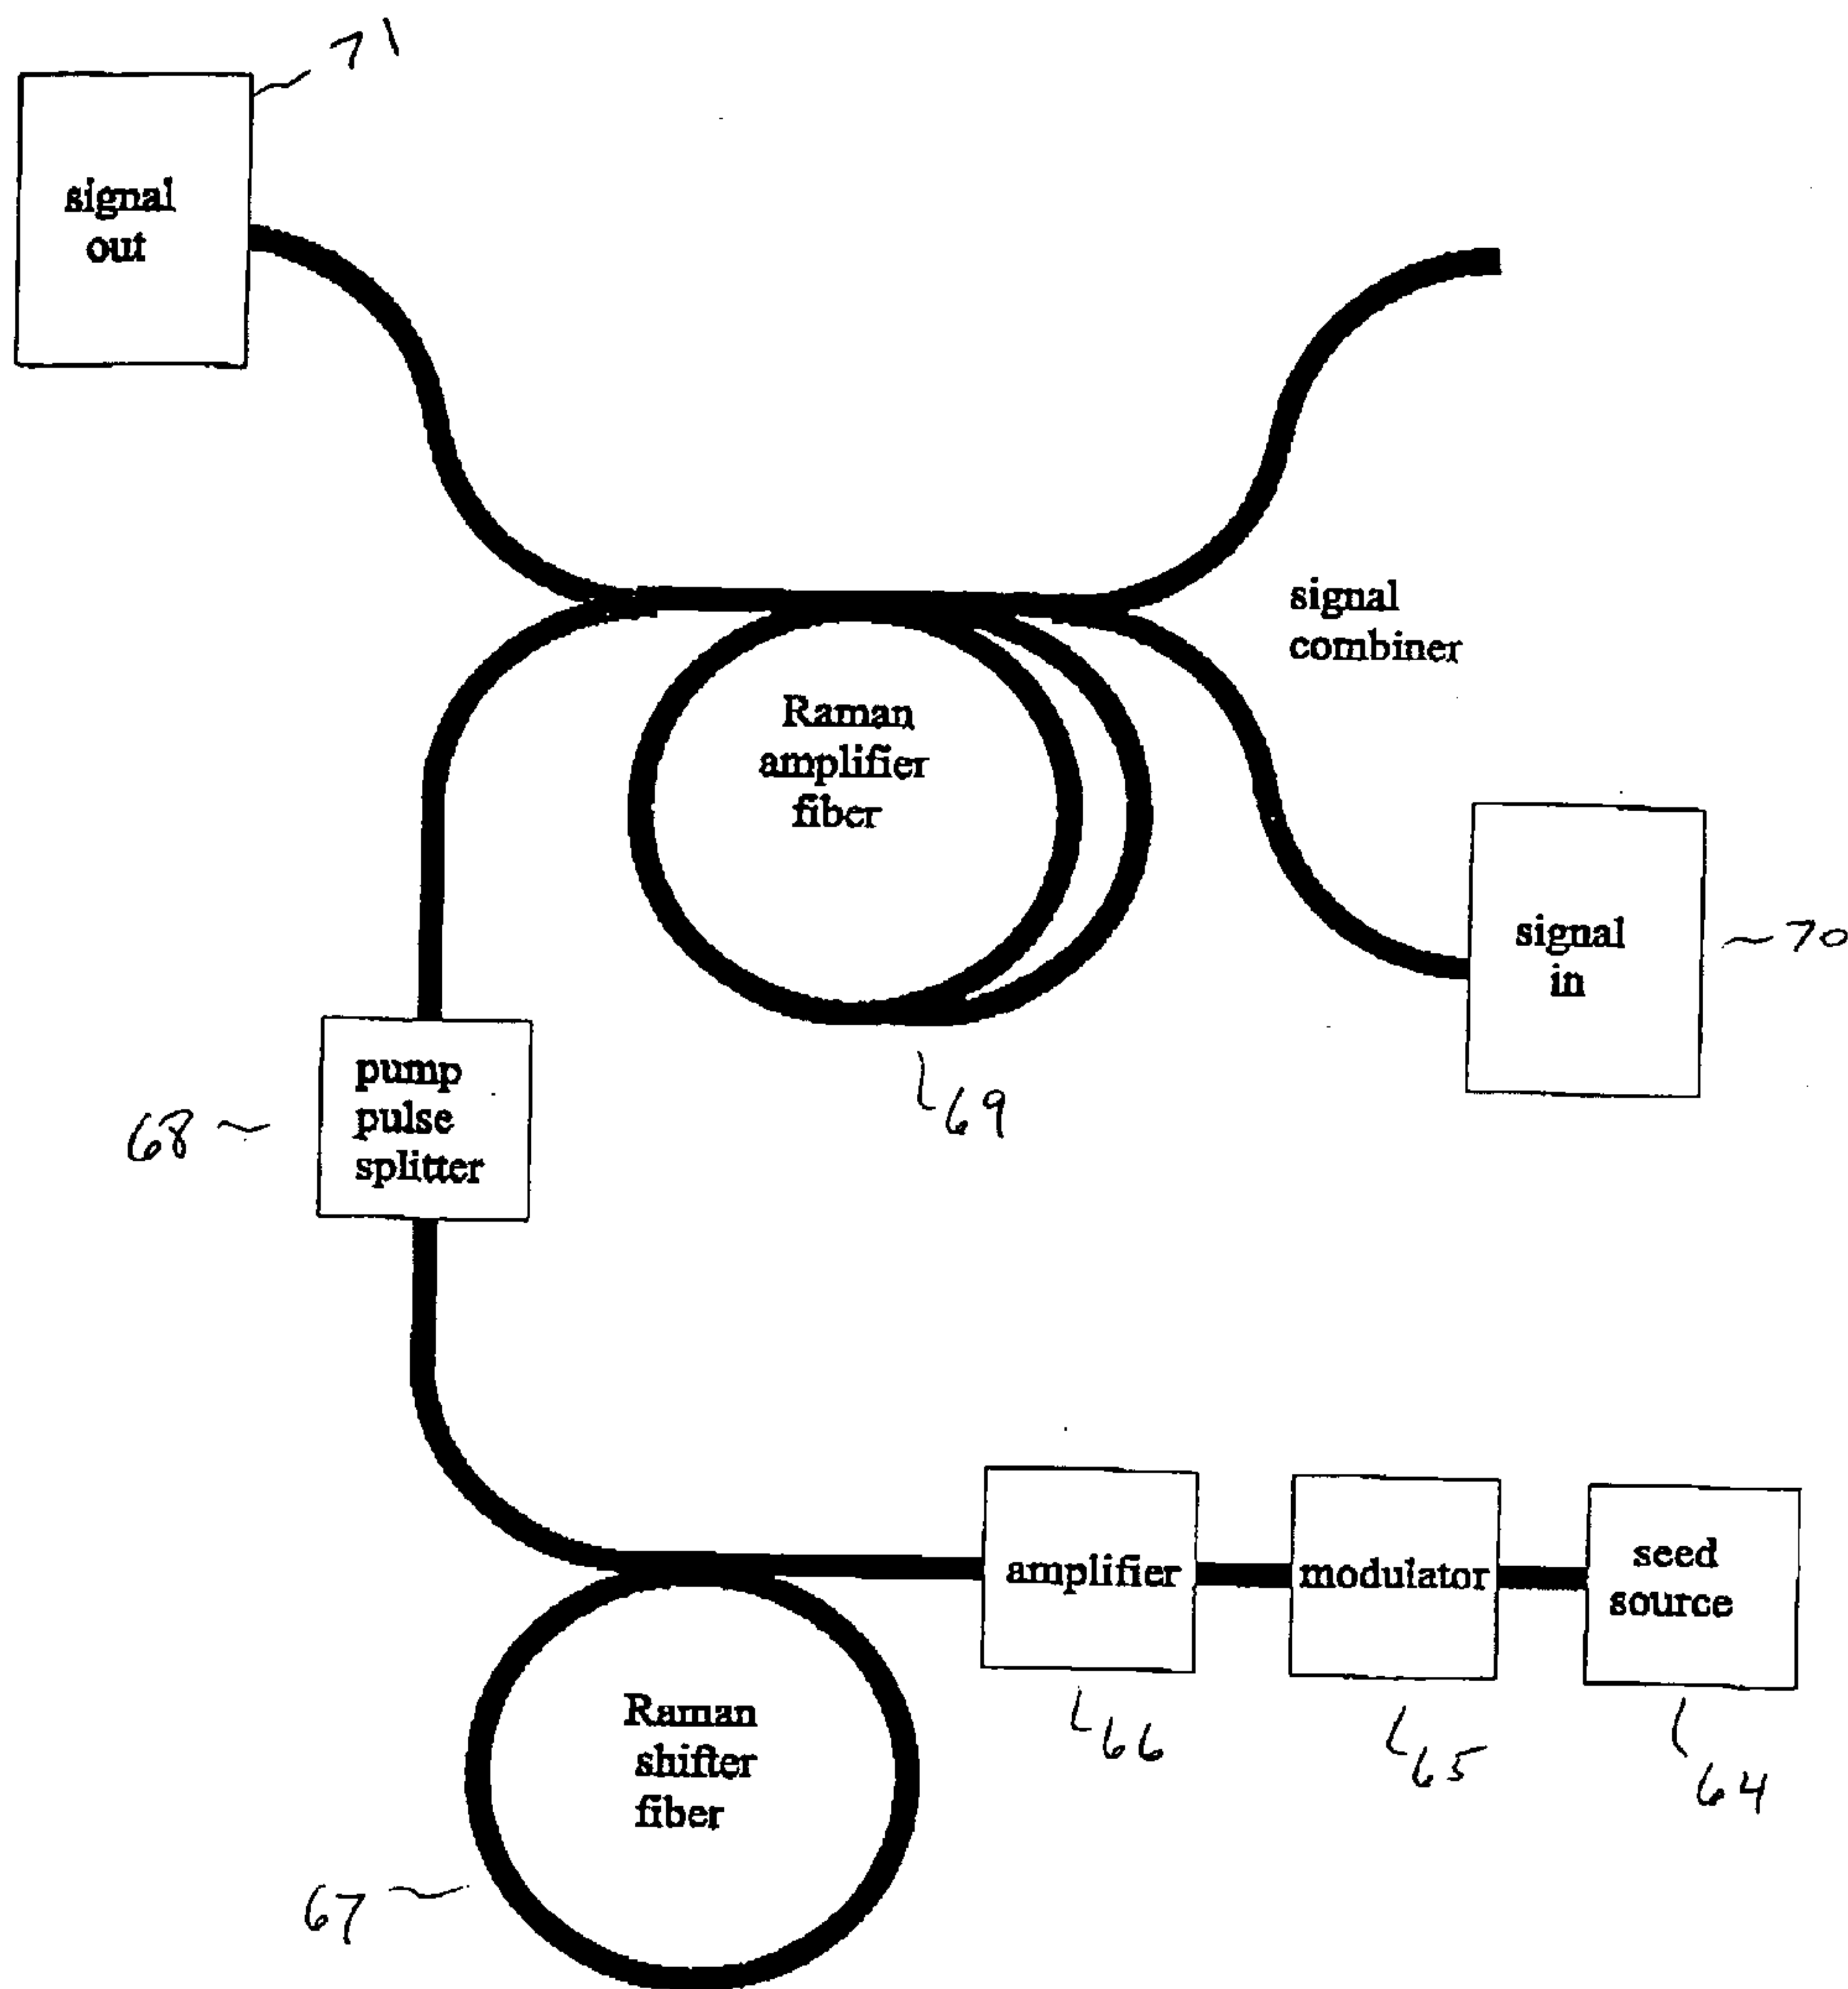 71
signal
out
signal
combiner
Raman
amplifier
fiber
signal
in
70
69
pump
pulse
splitter
68
amplifier
modulator
seed
source
66
65
64
Raman
shifter
fiber
67